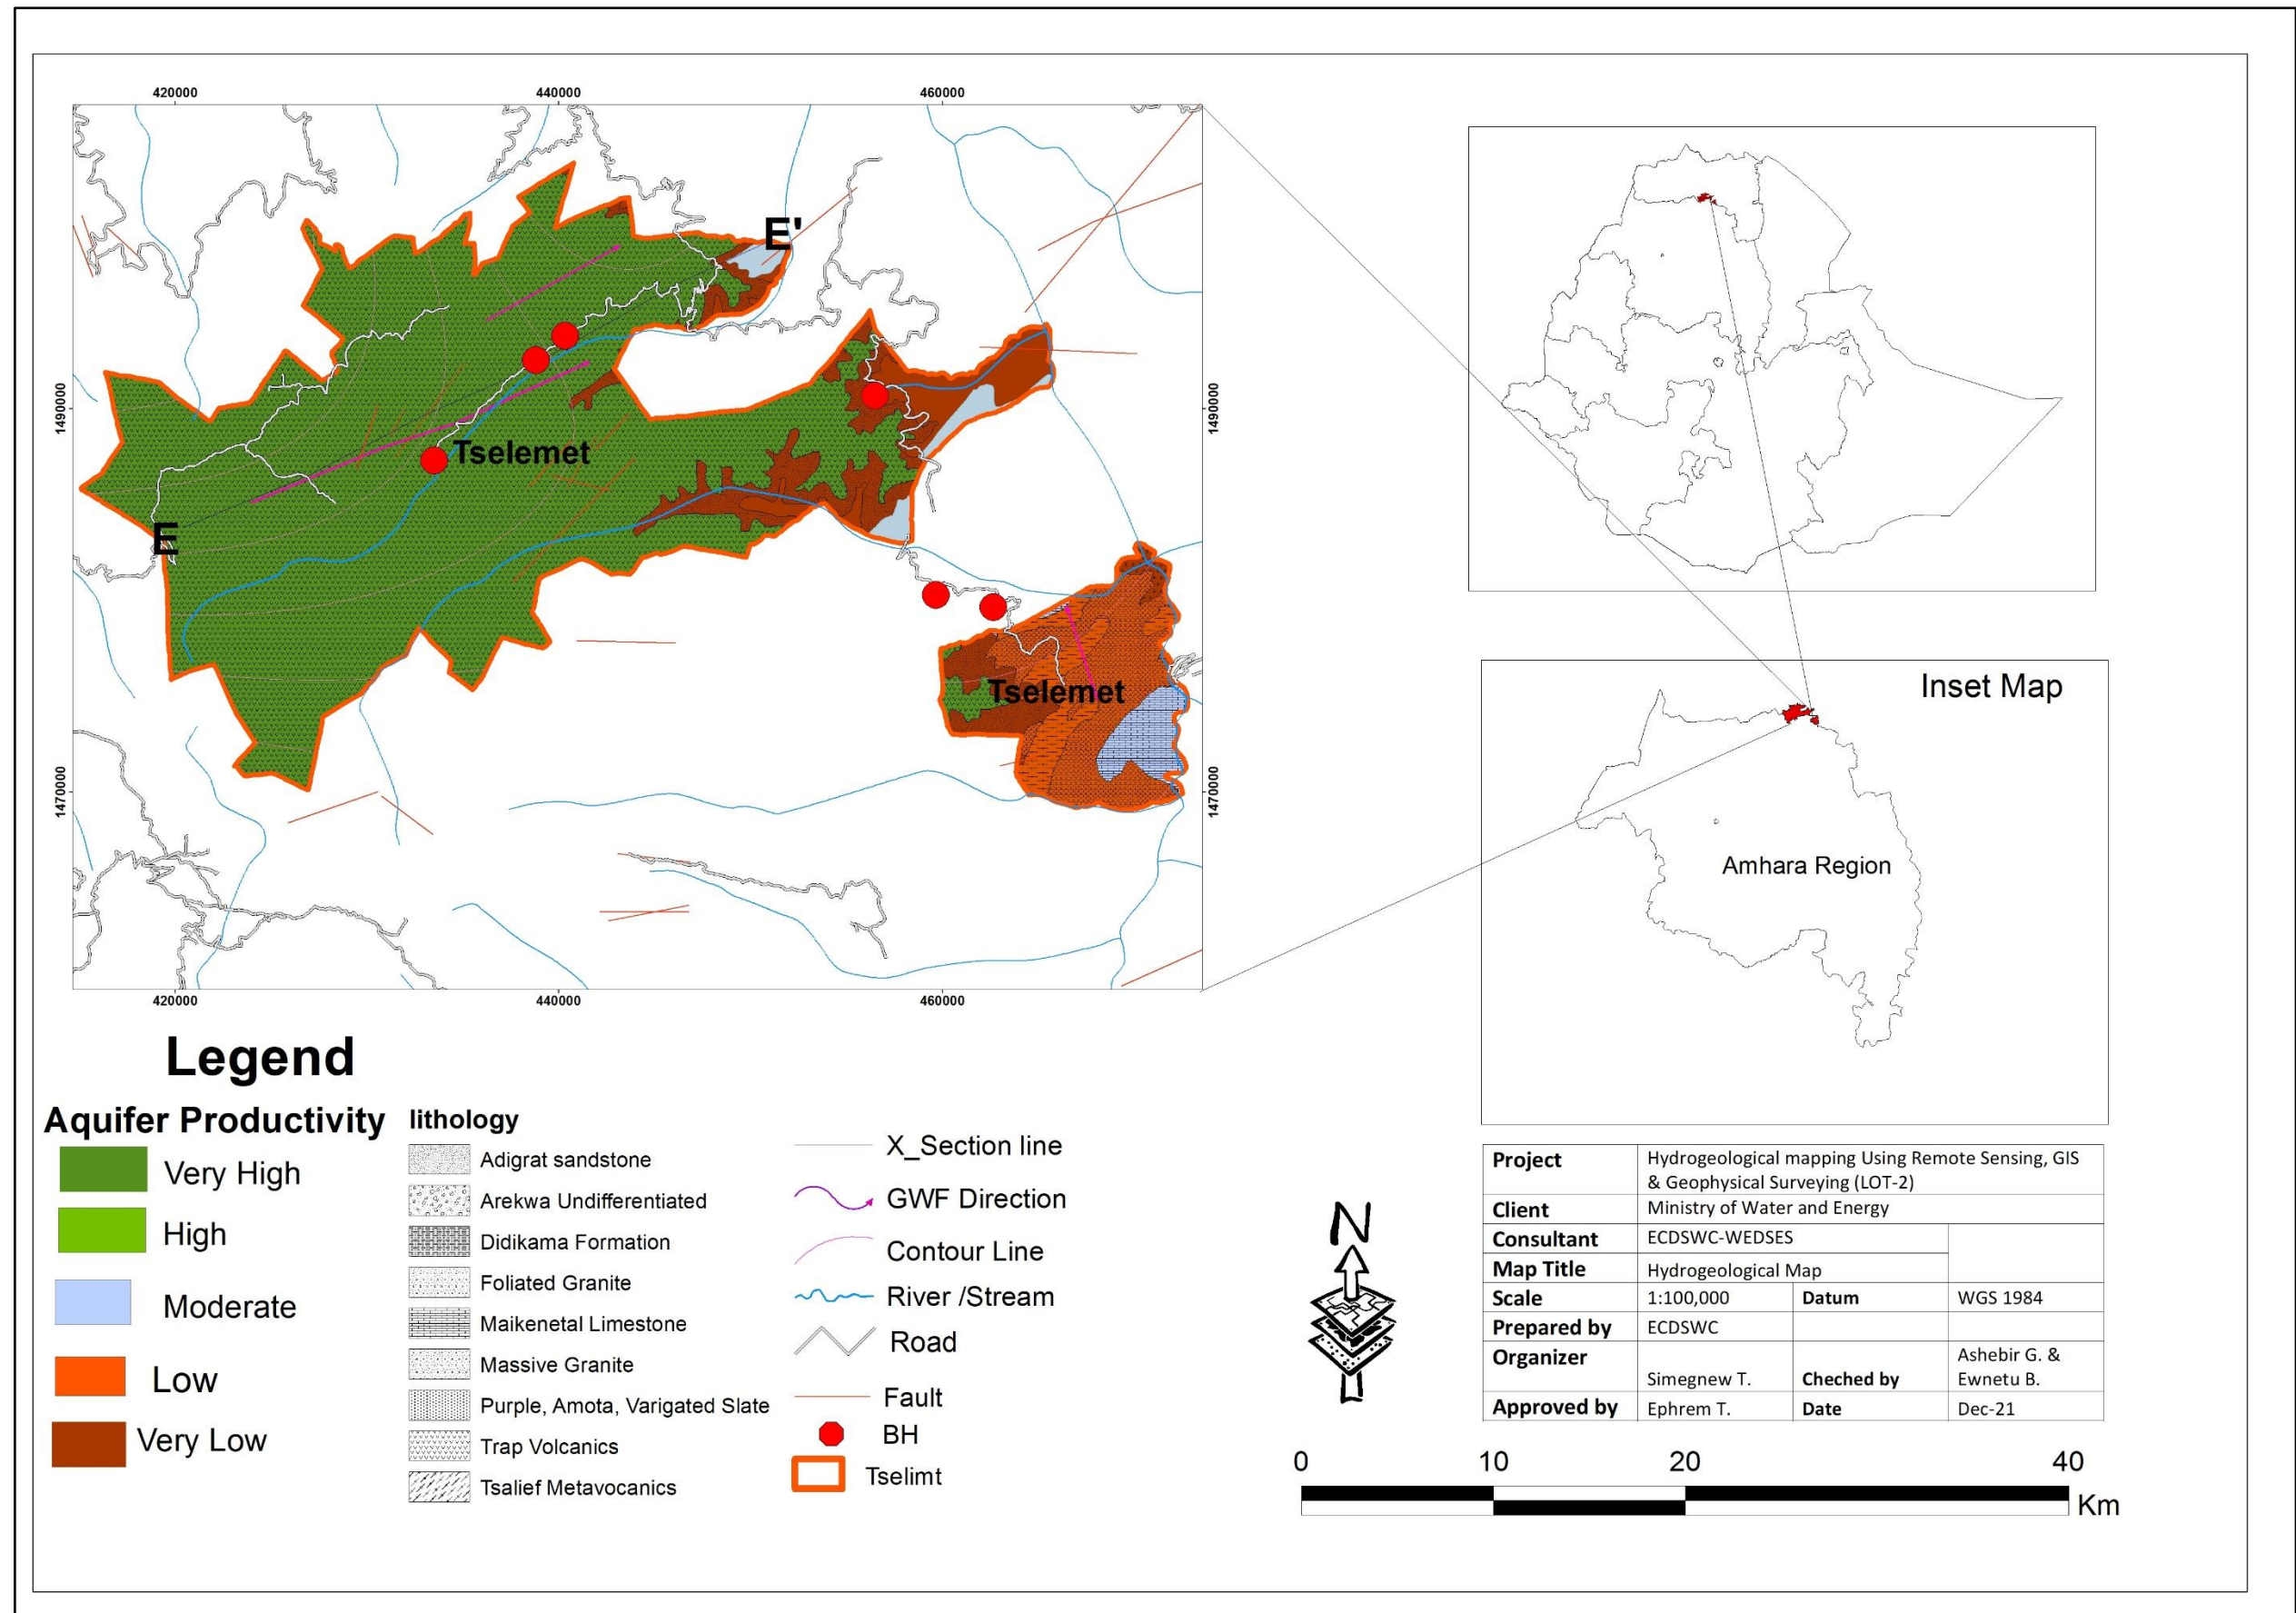 420000
440000
460000
1490000
1490000
1470000
1470000
E'
Tselemet
E
Tselemet
420000
440000
460000
Inset Map
Amhara Region
Legend
Aquifer Productivity
Very High
High
Moderate
Low
Very Low
lithology
Adigrat sandstone
Arekwa Undifferentiated
Didikama Formation
Foliated Granite
Maikenetal Limestone
Massive Granite
Purple, Amota, Varigated Slate
Trap Volcanics
Tsalief Metavocanics
X_Section line
GWF Direction
Contour Line
River /Stream
Road
Fault
BH
Tselimt
N
Project Hydrogeological mapping Using Remote Sensing, GIS
& Geophysical Surveying (LOT-2)
Client Ministry of Water and Energy
Consultant ECDSWC-WEDSES
Map Title Hydrogeological Map
Scale 1:100,000 Datum WGS 1984
Prepared by ECDSWC
Organizer Simegnew T. Cheched by Ashebir G. &
Ewnetu B.
Approved by Ephrem T. Date Dec-21
0 10 20 40
Km